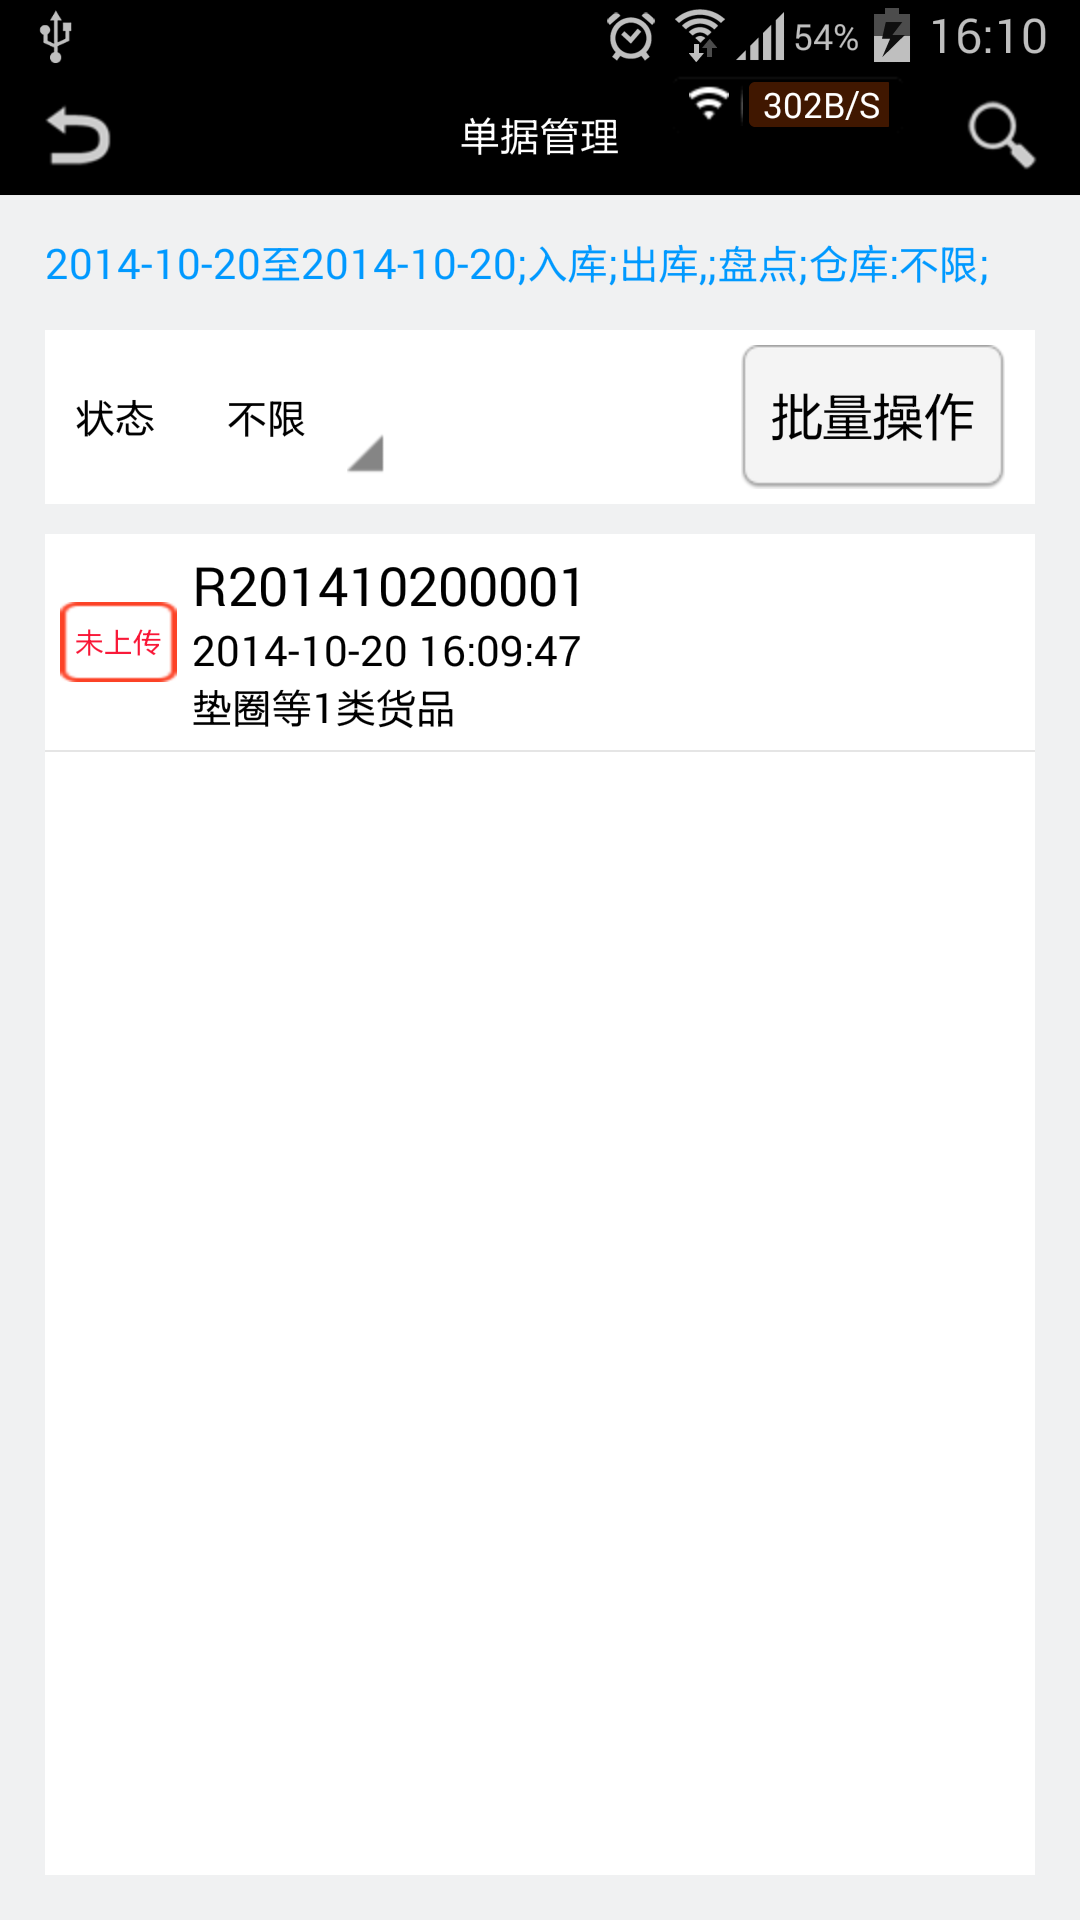 54% 16:10
302B/S
单据管理
2014-10-20至2014-10-20;入库;出库,;盘点;仓库:不限;
状态 不限 批量操作
R201410200001
未上传
2014-10-20 16:09:47
垫圈等1类货品